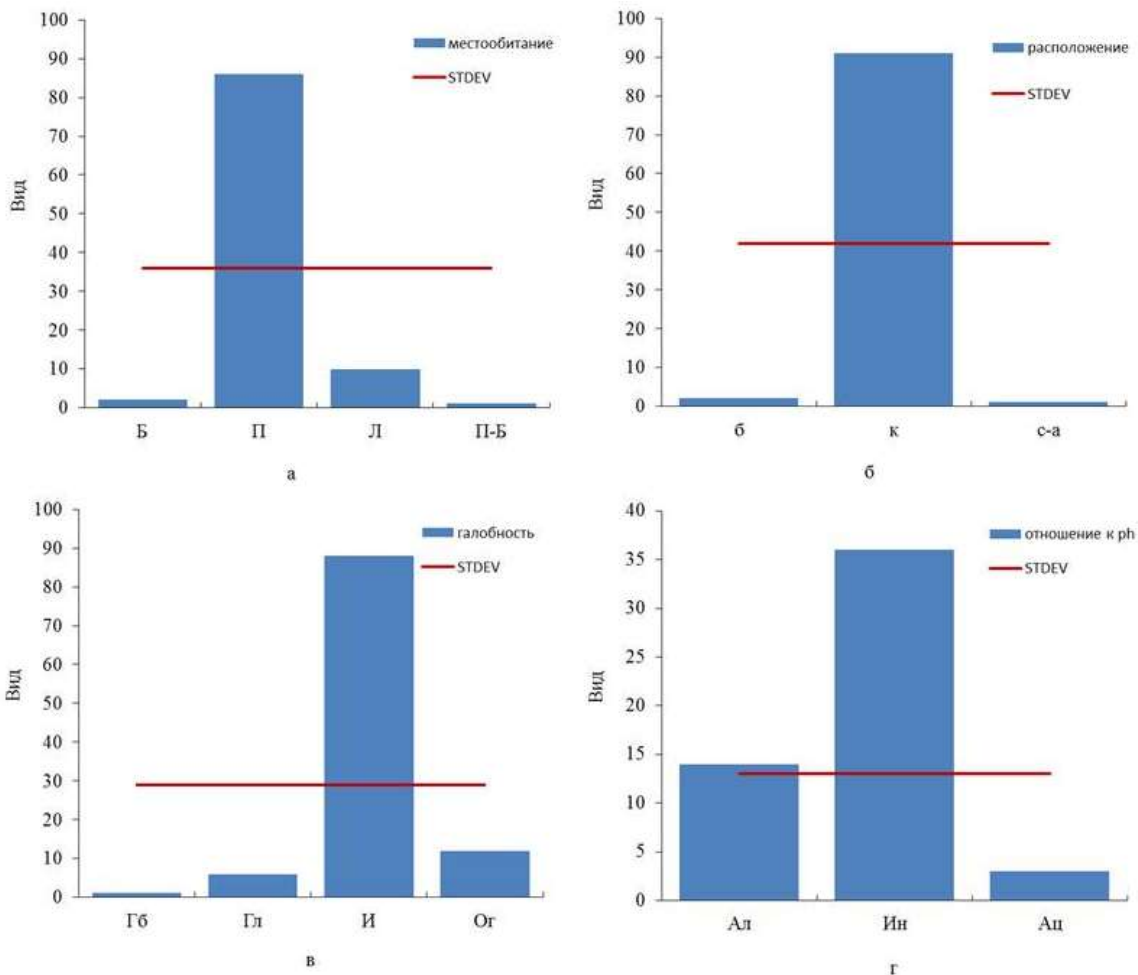 100
90
80
70
60
50
40
30
20
10
0
Вид
местообитание
STDEV
Б П Л П-Б
а
100
90
80
70
60
50
40
30
20
10
0
Вид
расположение
STDEV
б к с-а
б
100
90
80
70
60
50
40
30
20
10
0
Вид
галобность
STDEV
Гб Гл И Ог
в
40
35
30
25
20
15
10
5
0
Вид
отношение к ph
STDEV
Ал Ин Ац
г